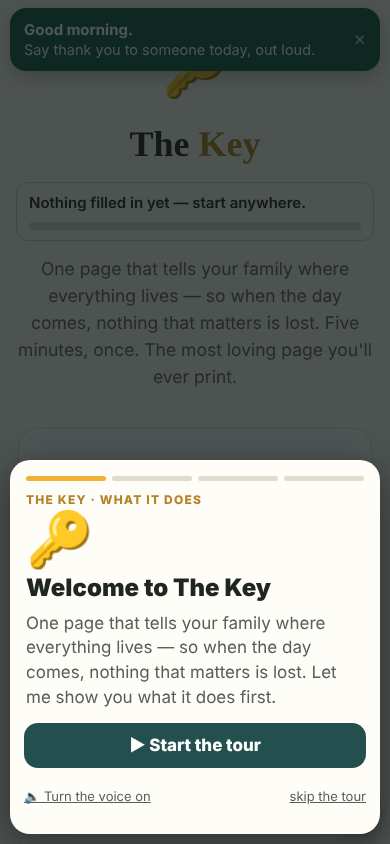 Good morning.
Say thank you to someone today, out loud.
×
The Key
Nothing filled in yet — start anywhere.
One page that tells your family where
everything lives — so when the day
comes, nothing that matters is lost. Five
minutes, once. The most loving page you'll
ever print.
THE KEY · WHAT IT DOES
Welcome to The Key
One page that tells your family where
everything lives — so when the day
comes, nothing that matters is lost. Let
me show you what it does first.
▶ Start the tour
🔈 Turn the voice on
skip the tour